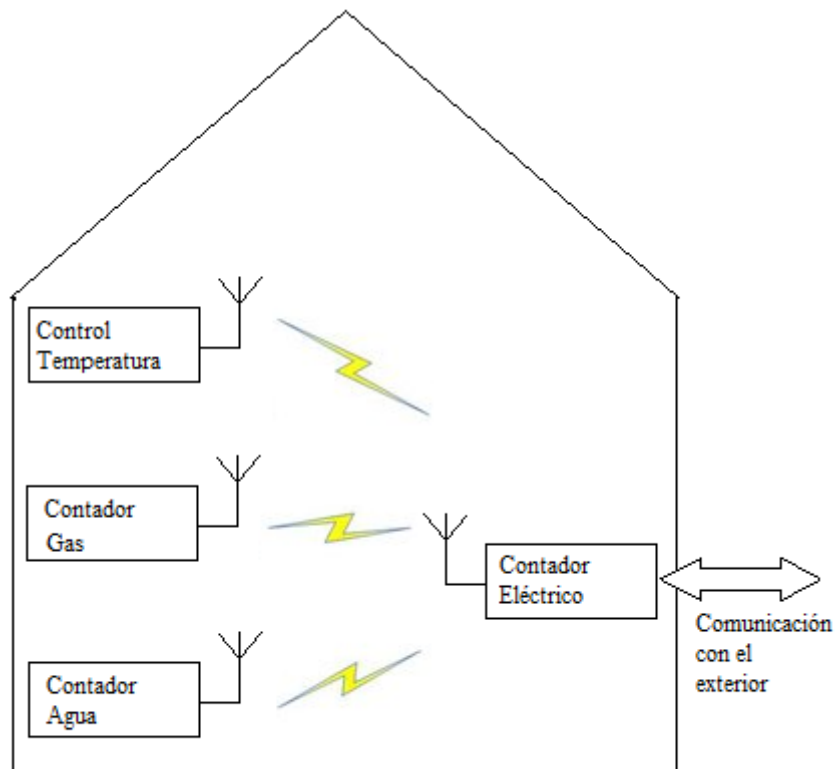 Control
Temperatura
Contador
Gas
Contador
Eléctrico
Comunicación
con el
exterior
Contador
Agua